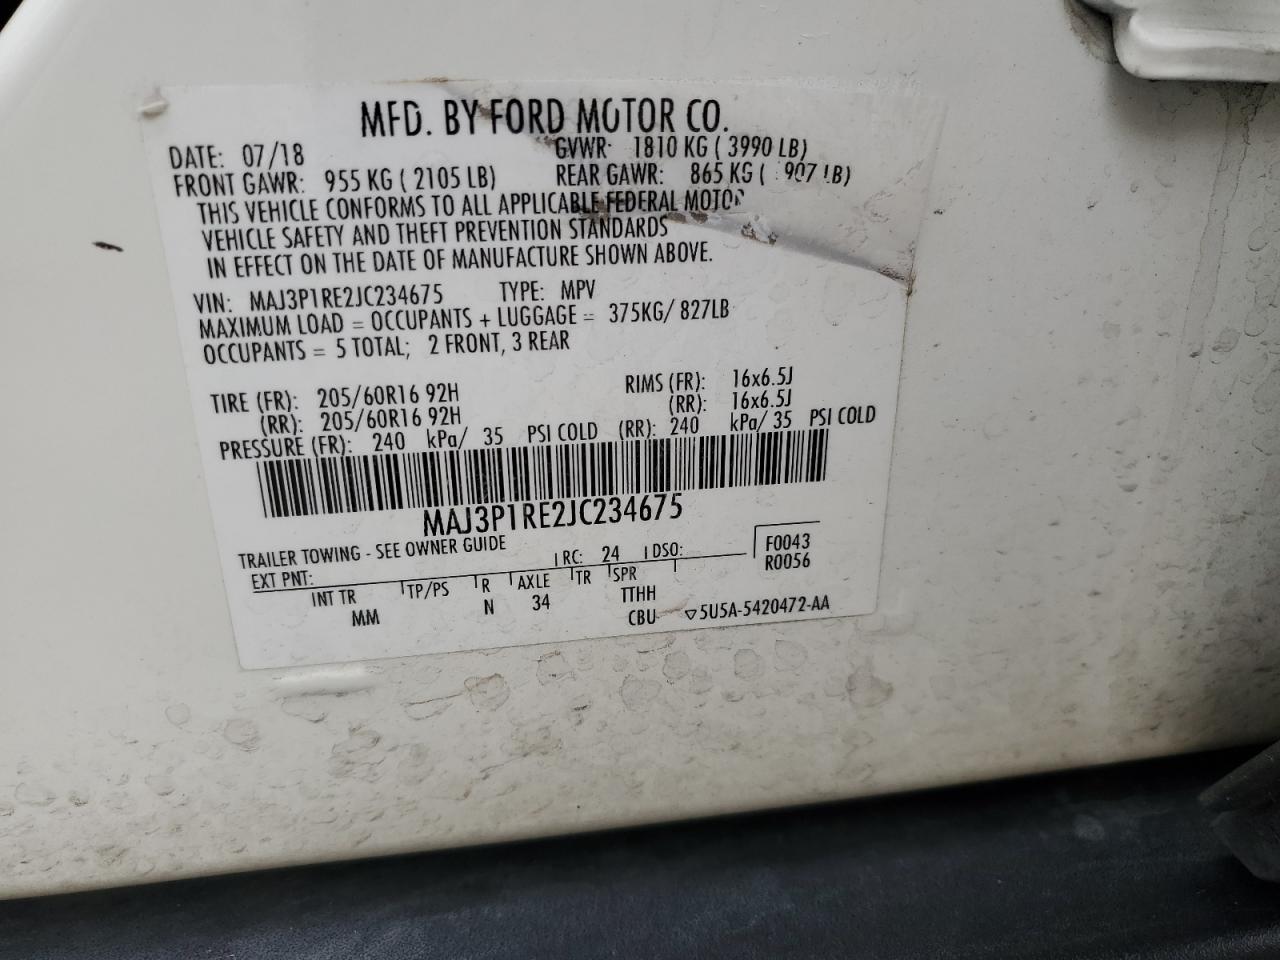 MFD. BY FORD MOTOR CO.
DATE: 07/18 GVWR: 1810 KG ( 3990 LB)
FRONT GAWR: 955 KG ( 2105 LB) REAR GAWR: 865 KG ( 907 LB)
THIS VEHICLE CONFORMS TO ALL APPLICABLE FEDERAL MOTOR
VEHICLE SAFETY AND THEFT PREVENTION STANDARDS
IN EFFECT ON THE DATE OF MANUFACTURE SHOWN ABOVE.
VIN: MAJ3P1RE2JC234675 TYPE: MPV
MAXIMUM LOAD = OCCUPANTS + LUGGAGE = 375KG/ 827LB
OCCUPANTS = 5 TOTAL; 2 FRONT, 3 REAR
TIRE (FR): 205/60R16 92H RIMS (FR): 16x6.5J
(RR): 205/60R16 92H (RR): 16x6.5J
PRESSURE (FR): 240 kPa/ 35 PSI COLD (RR): 240 kPa/ 35 PSI COLD
MAJ3P1RE2JC234675
TRAILER TOWING - SEE OWNER GUIDE
EXT PNT: RC: 24 DSO: F0043
R0056
INT TR TP/PS R AXLE TR SPR
MM N 34 TTHH
CBU ▽5U5A-5420472-AA